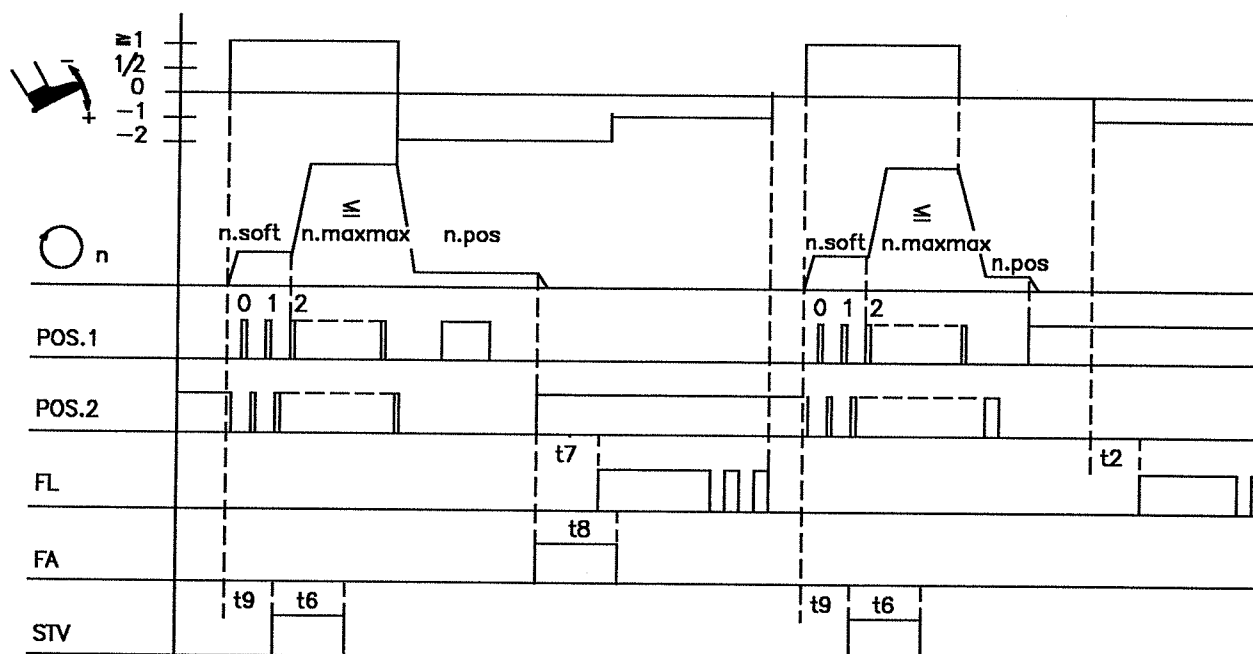 ≧1
1/2
0
−1
−2
−
+
n
n.soft
≦
n.maxmax
n.pos
n.soft
≦
n.maxmax
n.pos
0 1 2
0 1 2
POS.1
POS.2
t7
t2
FL
t8
FA
t9 t6
t9 t6
STV